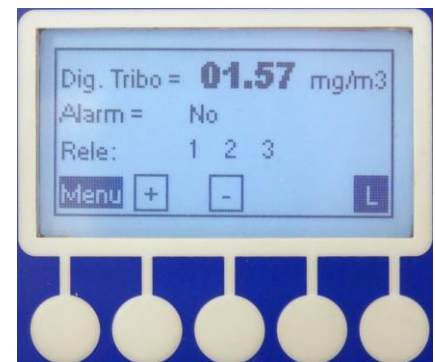 Dig. Tribo = 01.57 mg/m3
Alarm = No
Rele: 1 2 3
Menu + - L